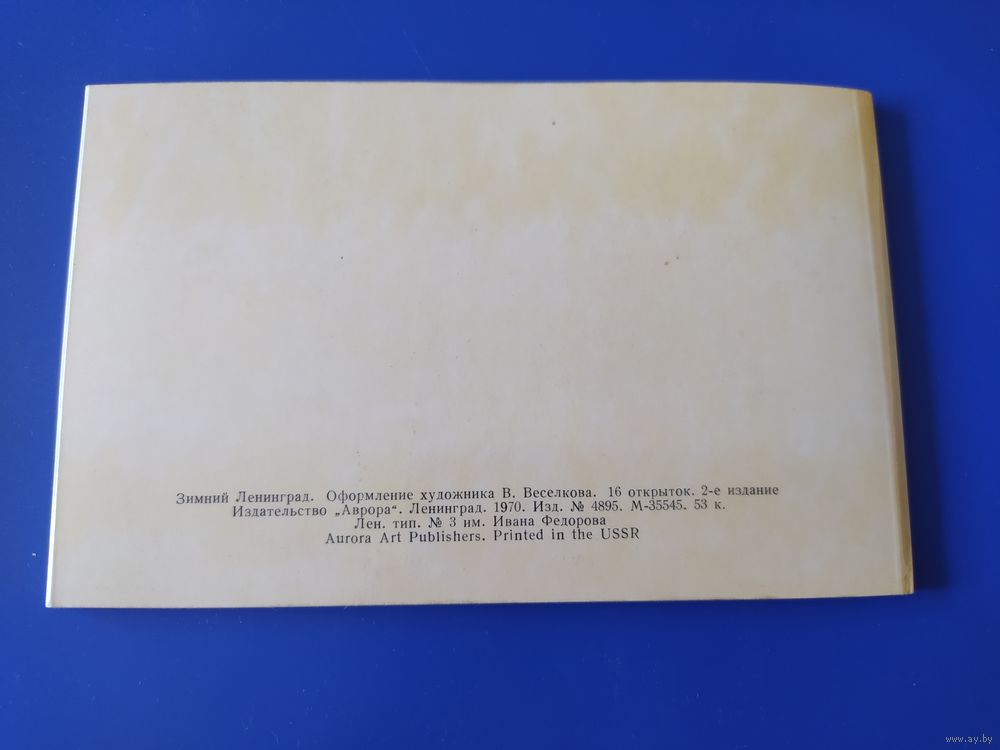 Зимний Ленинград. Оформление художника В. Веселкова. 16 открыток. 2-е издание
Издательство „Аврора“. Ленинград. 1970. Изд. № 4895. М-35545. 53 к.
Лен. тип. № 3 им. Ивана Федорова
Aurora Art Publishers. Printed in the USSR
www.ay.by